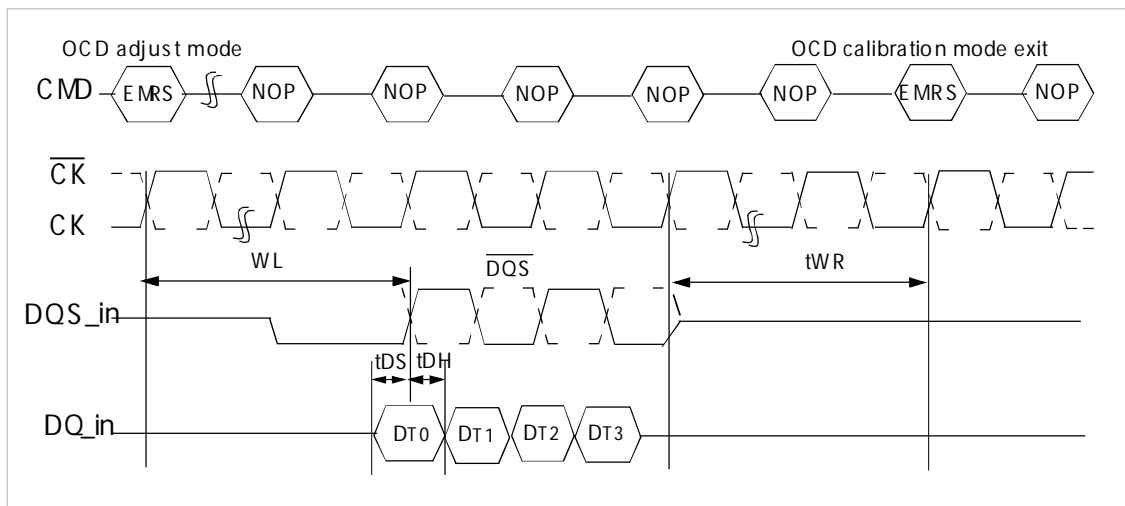 OCD adjust mode OCD calibration mode exit
CMD EMRS NOP NOP NOP NOP NOP EMRS NOP
CK
CK
WL DQS tWR
DQS_in
tDS tDH
DQ_in DT0 DT1 DT2 DT3